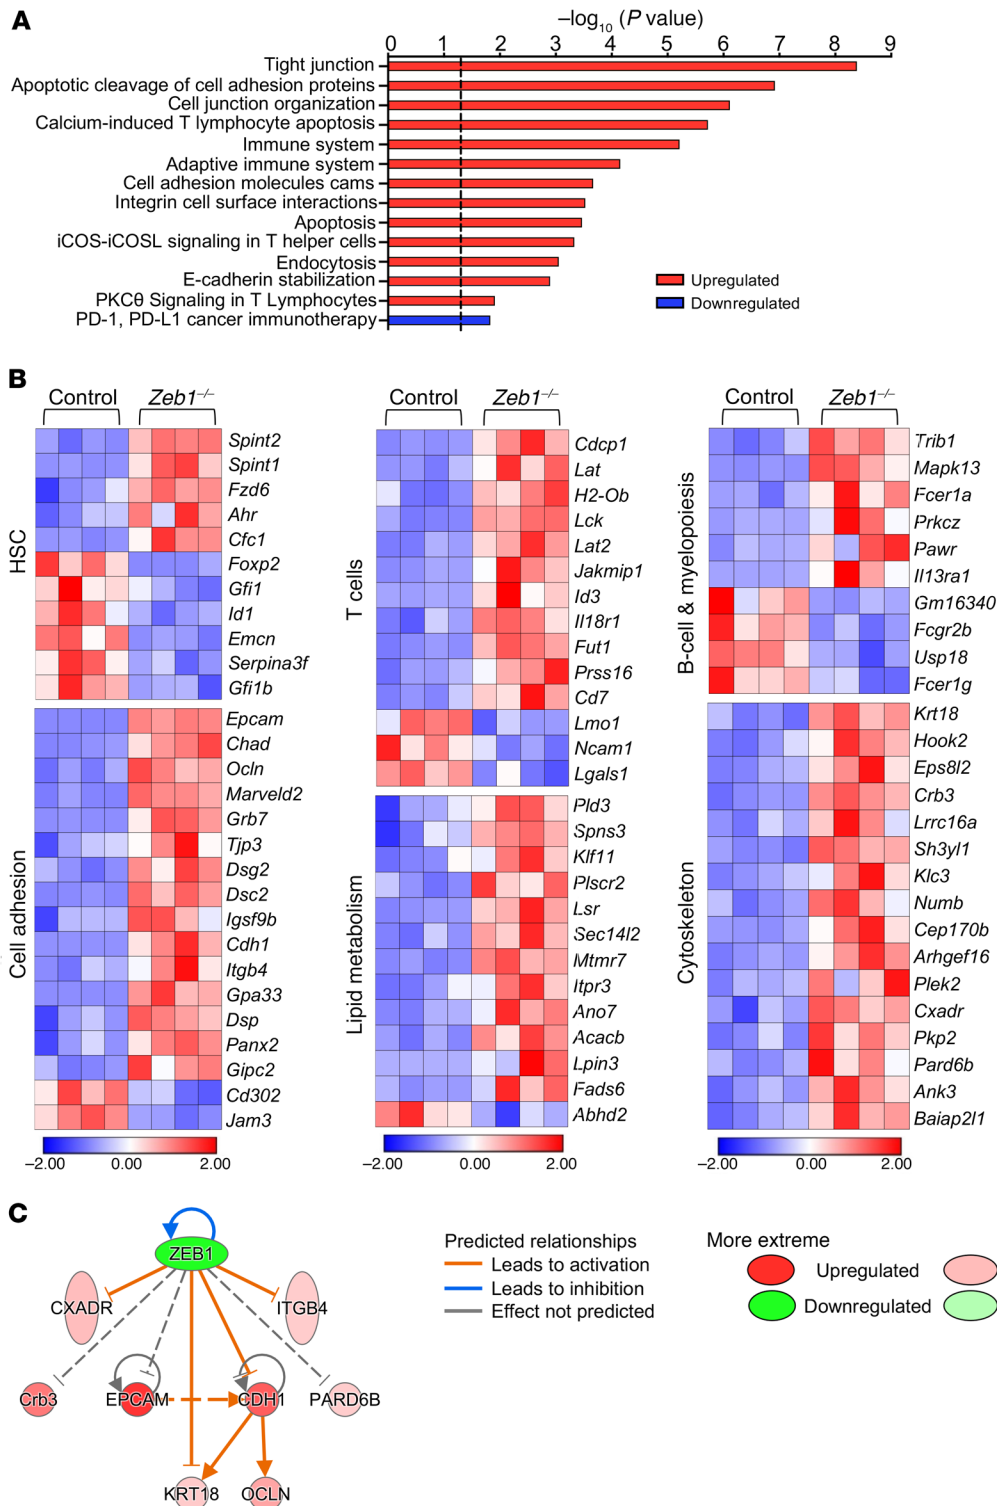 A
–log10 (P value)
0 1 2 3 4 5 6 7 8 9
Tight junction
Apoptotic cleavage of cell adhesion proteins
Cell junction organization
Calcium-induced T lymphocyte apoptosis
Immune system
Adaptive immune system
Cell adhesion molecules cams
Integrin cell surface interactions
Apoptosis
iCOS-iCOSL signaling in T helper cells
Endocytosis
E-cadherin stabilization
PKCθ Signaling in T Lymphocytes
PD-1, PD-L1 cancer immunotherapy
Upregulated
Downregulated
B
Control Zeb1–/–
HSC
Spint2
Spint1
Fzd6
Ahr
Cfc1
Foxp2
Gfi1
Id1
Emcn
Serpina3f
Gfi1b
Cell adhesion
Epcam
Chad
Ocln
Marveld2
Grb7
Tjp3
Dsg2
Dsc2
Igsf9b
Cdh1
Itgb4
Gpa33
Dsp
Panx2
Gipc2
Cd302
Jam3
–2.00 0.00 2.00
Control Zeb1–/–
T cells
Cdcp1
Lat
H2-Ob
Lck
Lat2
Jakmip1
Id3
Il18r1
Fut1
Prss16
Cd7
Lmo1
Ncam1
Lgals1
Lipid metabolism
Pld3
Spns3
Klf11
Plscr2
Lsr
Sec14l2
Mtmr7
Itpr3
Ano7
Acacb
Lpin3
Fads6
Abhd2
–2.00 0.00 2.00
Control Zeb1–/–
B-cell & myelopoiesis
Trib1
Mapk13
Fcer1a
Prkcz
Pawr
Il13ra1
Gm16340
Fcgr2b
Usp18
Fcer1g
Cytoskeleton
Krt18
Hook2
Eps8l2
Crb3
Lrrc16a
Sh3yl1
Klc3
Numb
Cep170b
Arhgef16
Plek2
Cxadr
Pkp2
Pard6b
Ank3
Baiap2l1
–2.00 0.00 2.00
C
ZEB1
CXADR
ITGB4
Crb3
EPCAM
CDH1
PARD6B
KRT18
OCLN
Predicted relationships
Leads to activation
Leads to inhibition
Effect not predicted
More extreme
Upregulated
Downregulated